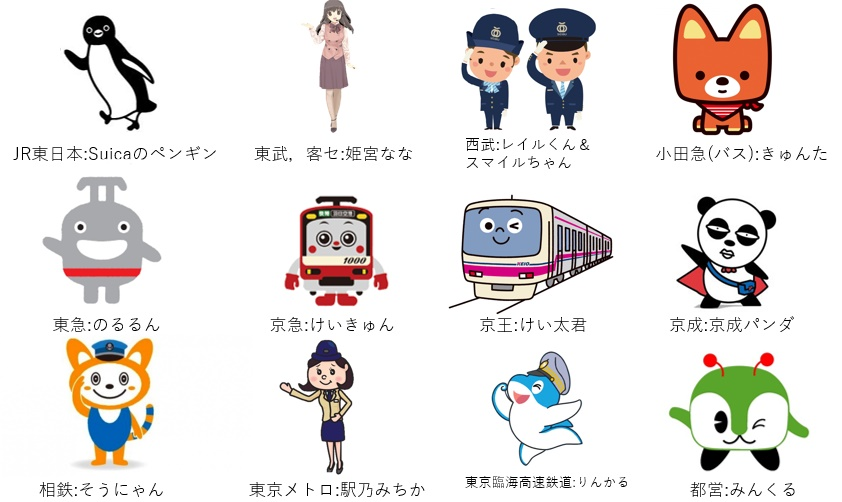 JR東日本:Suicaのペンギン
東武，客セ:姫宮なな
西武:レイルくん＆
スマイルちゃん
小田急(バス):きゅんた
東急:のるるん
1000
京急:けいきゅん
KEIO
京王:けい太君
京成:京成パンダ
相鉄:そうにゃん
東京メトロ:駅乃みちか
東京臨海高速鉄道:りんかる
都営:みんくる